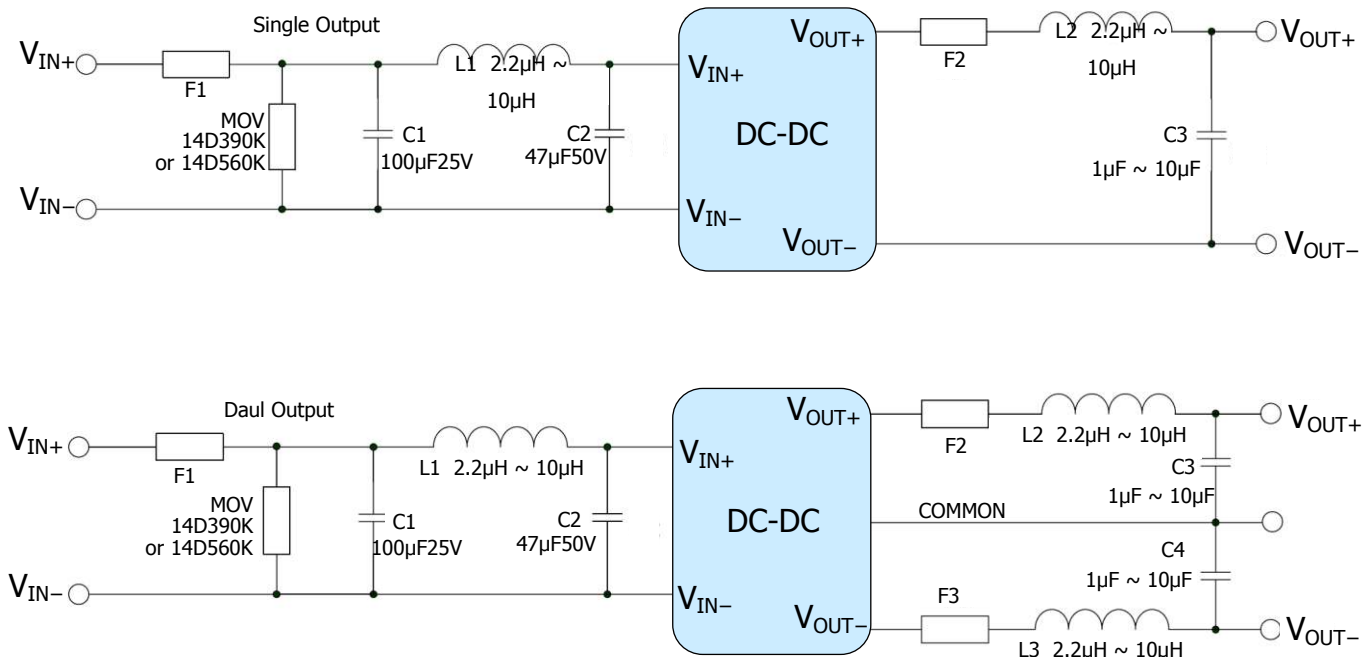 Single Output
VIN+
F1
MOV
14D390K
or 14D560K
C1
100µF25V
L1 2.2µH ~
10µH
C2
47µF50V
VIN+
VIN−
DC-DC
VOUT+
VOUT−
F2
L2 2.2µH ~
10µH
C3
1µF ~ 10µF
VOUT+
VOUT−
VIN−
Daul Output
VIN+
F1
MOV
14D390K
or 14D560K
C1
100µF25V
L1 2.2µH ~ 10µH
C2
47µF50V
VIN+
VIN−
DC-DC
VOUT+
VOUT−
F2
L2 2.2µH ~ 10µH
C3
1µF ~ 10µF
COMMON
C4
1µF ~ 10µF
F3
L3 2.2µH ~ 10µH
VOUT+
VOUT−
VIN−